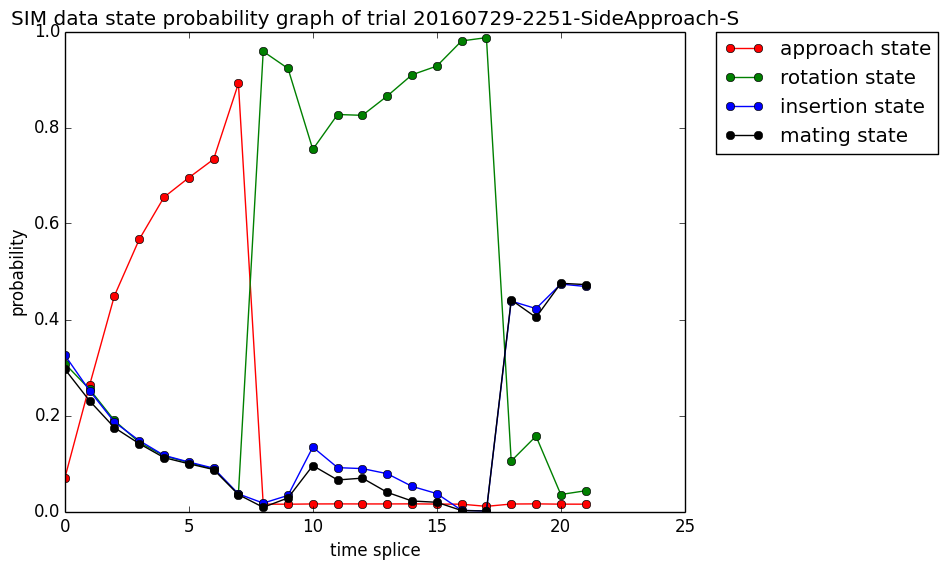 SIM data state probability graph of trial 20160729-2251-SideApproach-S
1.0
0.8
0.6
0.4
0.2
0.0
probability
0
5
10
15
20
25
time splice
approach state
rotation state
insertion state
mating state